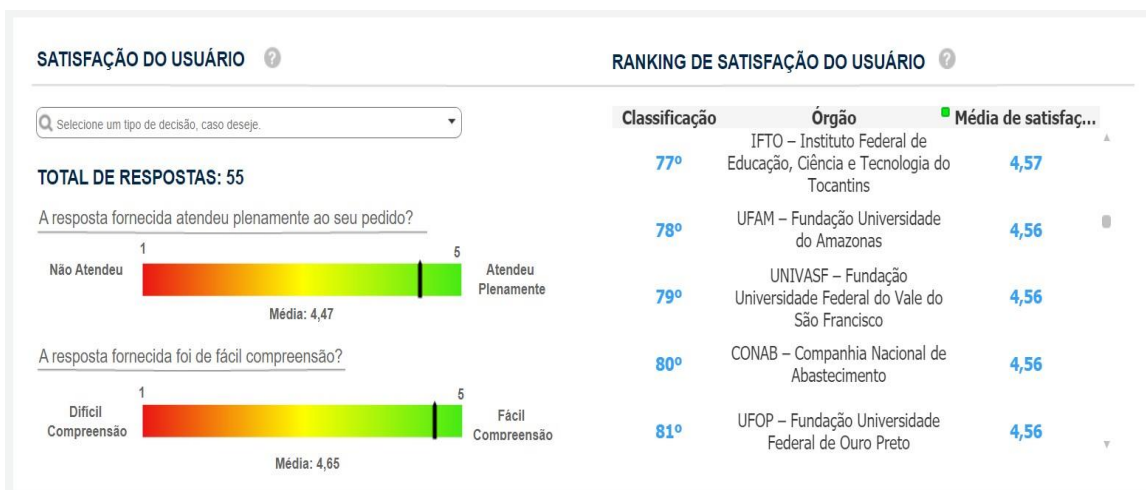 SATISFAÇÃO DO USUÁRIO ?
Selecione um tipo de decisão, caso deseje.
TOTAL DE RESPOSTAS: 55
A resposta fornecida atendeu plenamente ao seu pedido?
1
5
Não Atendeu
Atendeu
Plenamente
Média: 4,47
A resposta fornecida foi de fácil compreensão?
1
5
Difícil
Compreensão
Fácil
Compreensão
Média: 4,65
RANKING DE SATISFAÇÃO DO USUÁRIO ?
Classificação Órgão Média de satisfaç...
IFTO – Instituto Federal de
77º Educação, Ciência e Tecnologia do 4,57
Tocantins
78º UFAM – Fundação Universidade 4,56
do Amazonas
UNIVASF – Fundação
79º Universidade Federal do Vale do 4,56
São Francisco
80º CONAB – Companhia Nacional de 4,56
Abastecimento
81º UFOP – Fundação Universidade 4,56
Federal de Ouro Preto